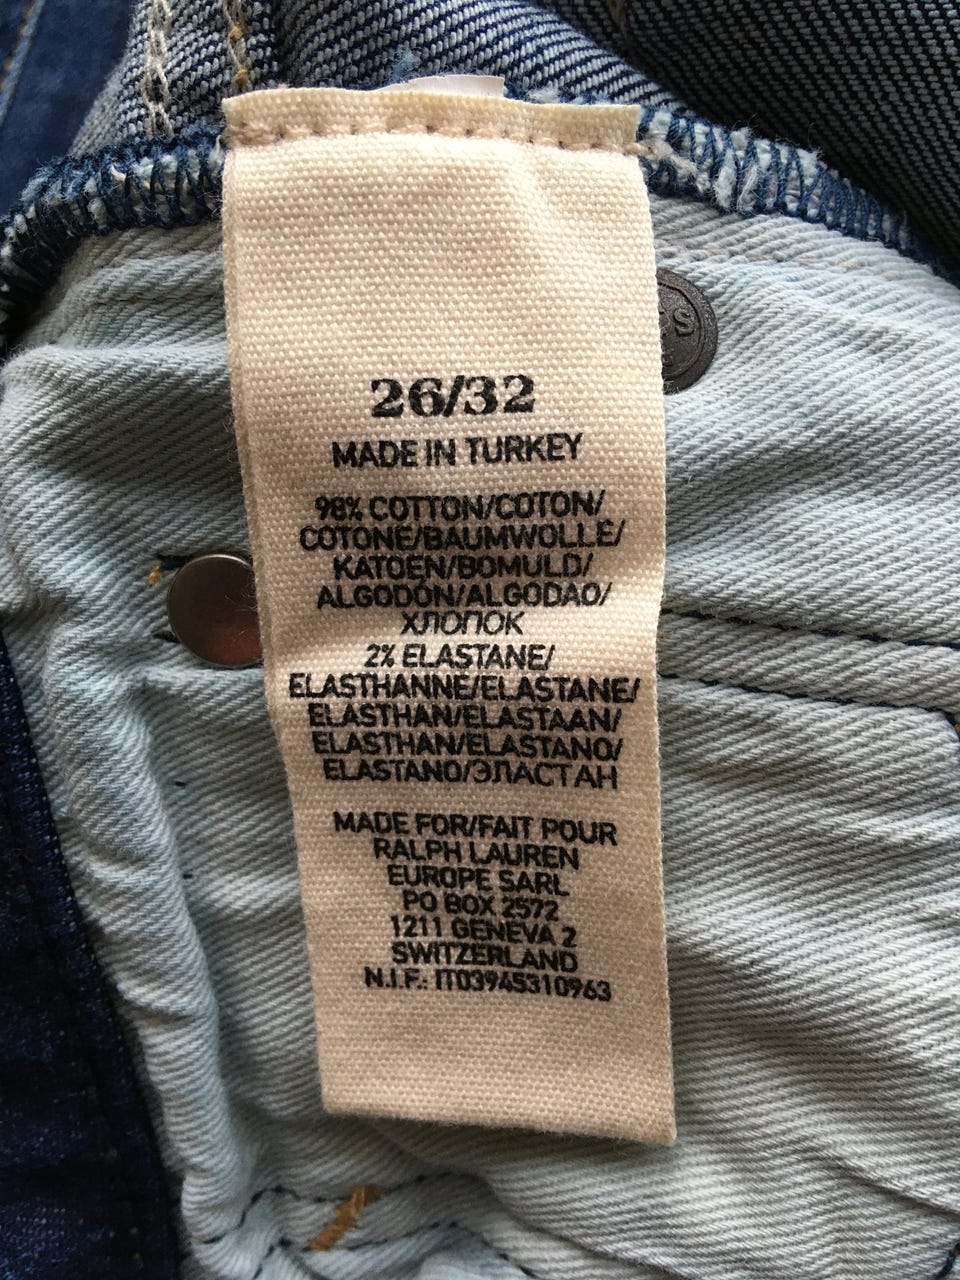 26/32
MADE IN TURKEY
98% COTTON/COTON/
COTONE/BAUMWOLLE/
KATOEN/BOMULD/
ALGODÓN/ALGODAO/
ХЛОПОК
2% ELASTANE/
ELASTHANNE/ELASTANE/
ELASTHAN/ELASTAAN/
ELASTHAN/ELASTANO/
ELASTANO/ЭЛАСТАН
MADE FOR/FAIT POUR
RALPH LAUREN
EUROPE SARL
PO BOX 2572
1211 GENEVA 2
SWITZERLAND
N.I.F.: IT03945310963